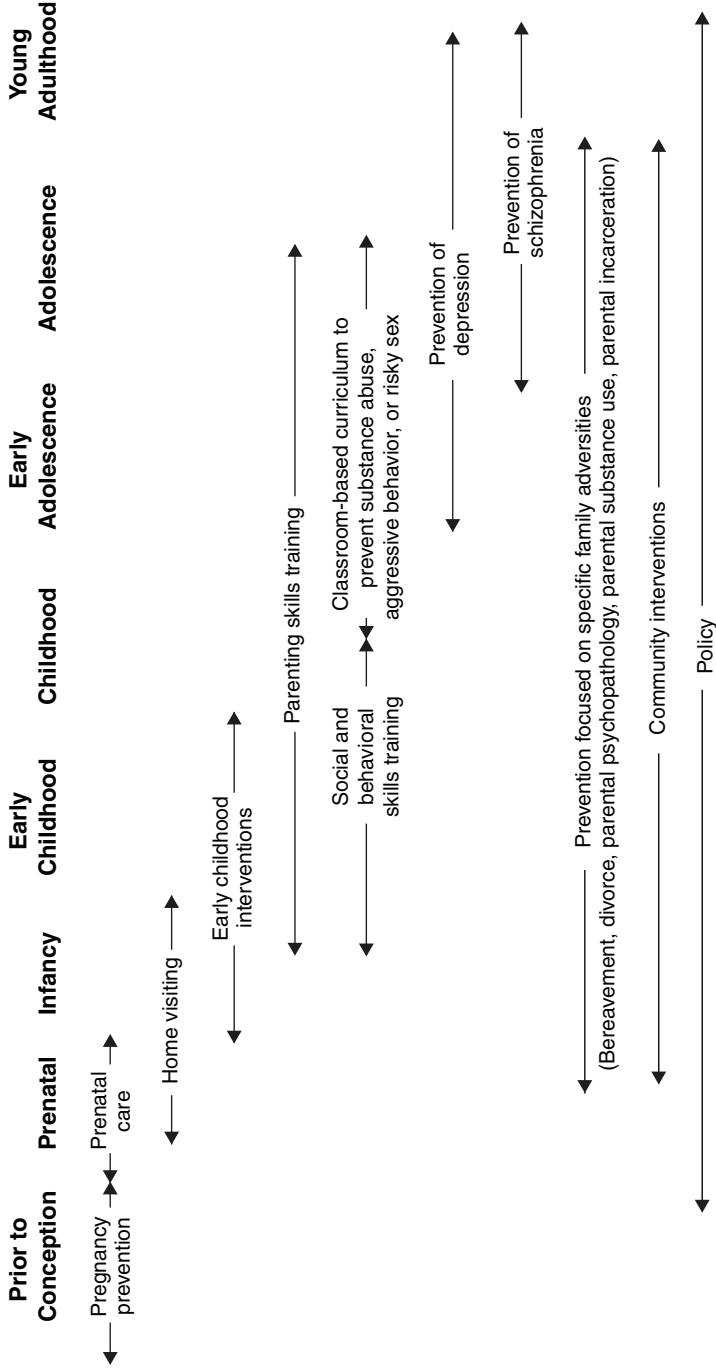 Prior to
Conception
Prenatal
Infancy
Early
Childhood
Childhood
Early
Adolescence
Adolescence
Young
Adulthood
Pregnancy
prevention
Prenatal
care
Home visiting
Early childhood
interventions
Parenting skills training
Social and
behavioral
skills training
Classroom-based curriculum to
prevent substance abuse,
aggressive behavior, or risky sex
Prevention of
depression
Prevention of
schizophrenia
Prevention focused on specific family adversities
(Bereavement, divorce, parental psychopathology, parental substance use, parental incarceration)
Community interventions
Policy